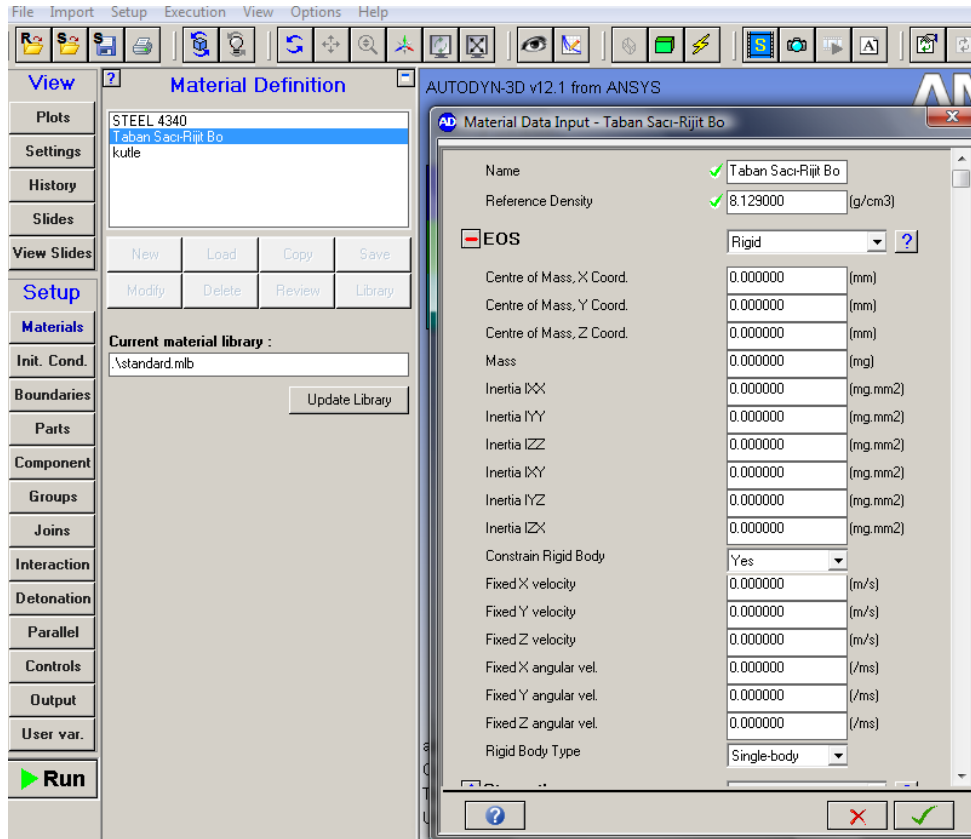 File Import Setup Execution View Options Help
View
Plots
Settings
History
Slides
View Slides
Setup
Materials
Init. Cond.
Boundaries
Parts
Component
Groups
Joins
Interaction
Detonation
Parallel
Controls
Output
User var.
Run
? Material Definition
STEEL 4340
Taban Sacı-Rijit Bo
kutle
New Load Copy Save
Modify Delete Review Library
Current material library :
.\standard.mlb
Update Library
AUTODYN-3D v12.1 from ANSYS
AD Material Data Input - Taban Sacı-Rijit Bo
Name Taban Sacı-Rijit Bo
Reference Density 8.129000 (g/cm3)
EOS Rigid ?
Centre of Mass, X Coord. 0.000000 (mm)
Centre of Mass, Y Coord. 0.000000 (mm)
Centre of Mass, Z Coord. 0.000000 (mm)
Mass 0.000000 (mg)
Inertia IXX 0.000000 (mg.mm2)
Inertia IYY 0.000000 (mg.mm2)
Inertia IZZ 0.000000 (mg.mm2)
Inertia IXY 0.000000 (mg.mm2)
Inertia IYZ 0.000000 (mg.mm2)
Inertia IZX 0.000000 (mg.mm2)
Constrain Rigid Body Yes
Fixed X velocity 0.000000 (m/s)
Fixed Y velocity 0.000000 (m/s)
Fixed Z velocity 0.000000 (m/s)
Fixed X angular vel. 0.000000 (/ms)
Fixed Y angular vel. 0.000000 (/ms)
Fixed Z angular vel. 0.000000 (/ms)
Rigid Body Type Single-body